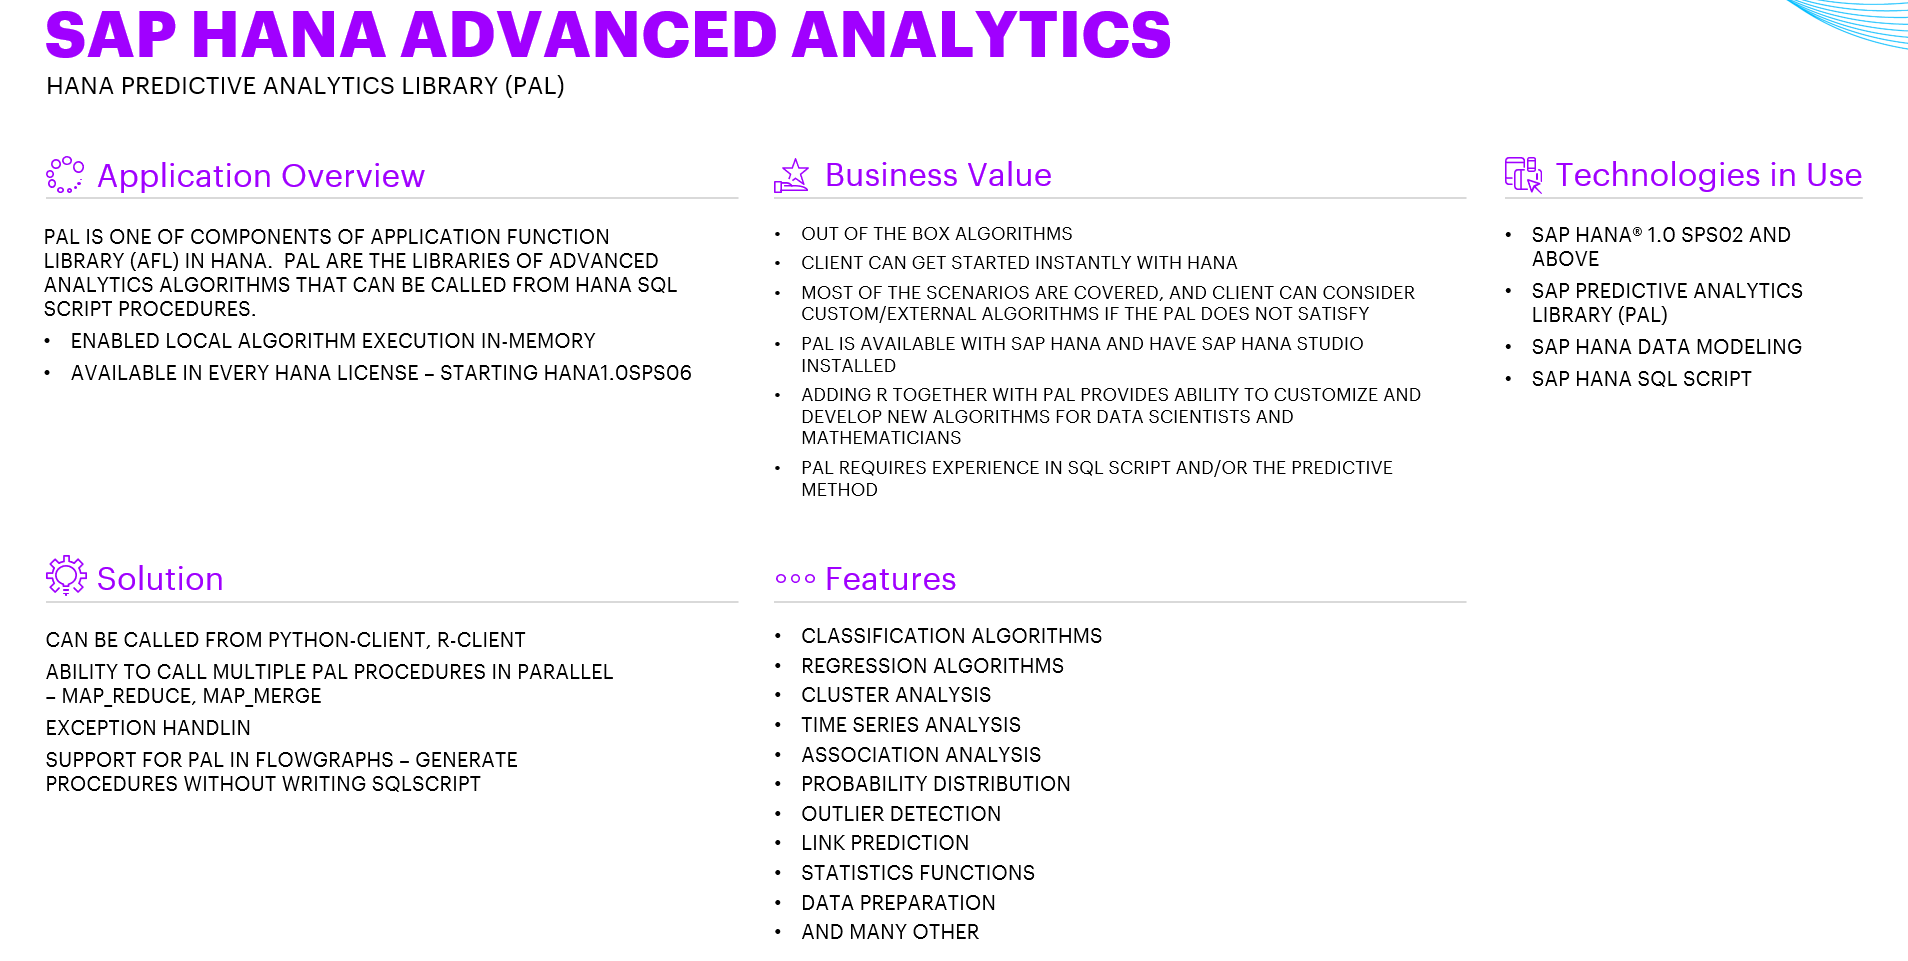 SAP HANA ADVANCED ANALYTICS
HANA PREDICTIVE ANALYTICS LIBRARY (PAL)
Application Overview
PAL IS ONE OF COMPONENTS OF APPLICATION FUNCTION
LIBRARY (AFL) IN HANA.  PAL ARE THE LIBRARIES OF ADVANCED
ANALYTICS ALGORITHMS THAT CAN BE CALLED FROM HANA SQL
SCRIPT PROCEDURES.
• ENABLED LOCAL ALGORITHM EXECUTION IN-MEMORY
• AVAILABLE IN EVERY HANA LICENSE – STARTING HANA1.0SPS06
Business Value
• OUT OF THE BOX ALGORITHMS
• CLIENT CAN GET STARTED INSTANTLY WITH HANA
• MOST OF THE SCENARIOS ARE COVERED, AND CLIENT CAN CONSIDER
CUSTOM/EXTERNAL ALGORITHMS IF THE PAL DOES NOT SATISFY
• PAL IS AVAILABLE WITH SAP HANA AND HAVE SAP HANA STUDIO
INSTALLED
• ADDING R TOGETHER WITH PAL PROVIDES ABILITY TO CUSTOMIZE AND
DEVELOP NEW ALGORITHMS FOR DATA SCIENTISTS AND
MATHEMATICIANS
• PAL REQUIRES EXPERIENCE IN SQL SCRIPT AND/OR THE PREDICTIVE
METHOD
Technologies in Use
• SAP HANA® 1.0 SPS02 AND
ABOVE
• SAP PREDICTIVE ANALYTICS
LIBRARY (PAL)
• SAP HANA DATA MODELING
• SAP HANA SQL SCRIPT
Solution
CAN BE CALLED FROM PYTHON-CLIENT, R-CLIENT
ABILITY TO CALL MULTIPLE PAL PROCEDURES IN PARALLEL
– MAP_REDUCE, MAP_MERGE
EXCEPTION HANDLIN
SUPPORT FOR PAL IN FLOWGRAPHS – GENERATE
PROCEDURES WITHOUT WRITING SQLSCRIPT
Features
• CLASSIFICATION ALGORITHMS
• REGRESSION ALGORITHMS
• CLUSTER ANALYSIS
• TIME SERIES ANALYSIS
• ASSOCIATION ANALYSIS
• PROBABILITY DISTRIBUTION
• OUTLIER DETECTION
• LINK PREDICTION
• STATISTICS FUNCTIONS
• DATA PREPARATION
• AND MANY OTHER